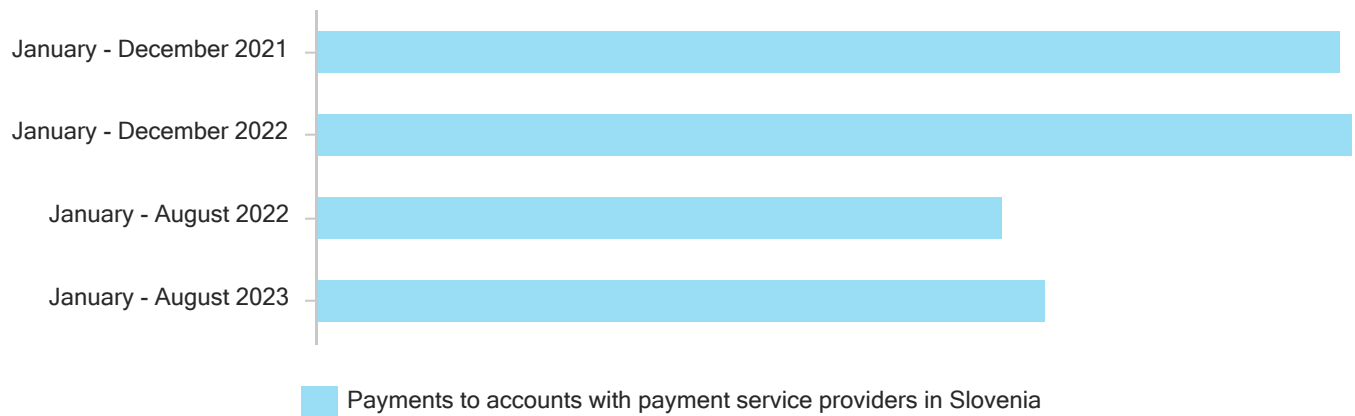 January - December 2021
January - December 2022
January - August 2022
January - August 2023
Payments to accounts with payment service providers in Slovenia